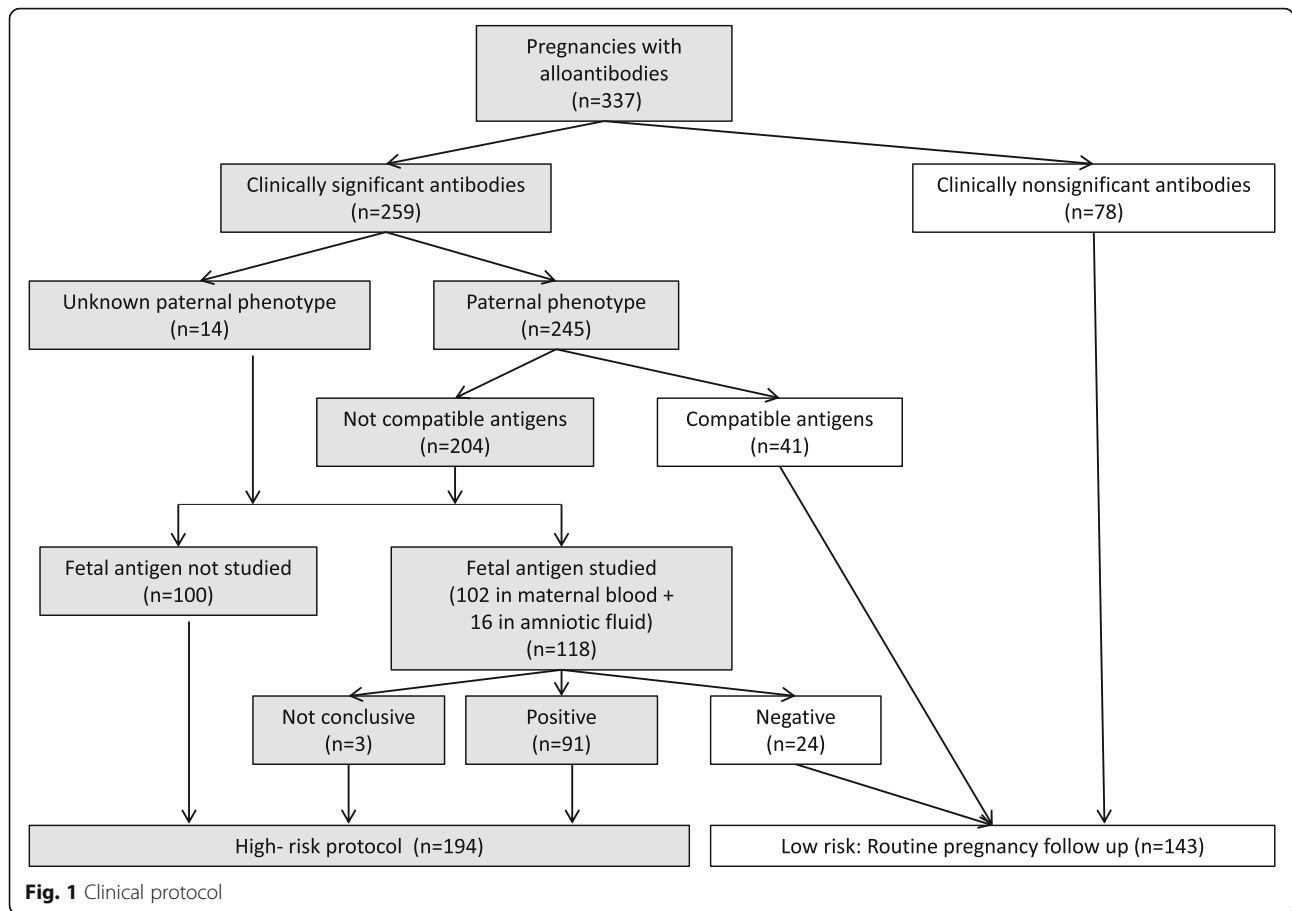 Pregnancies with
alloantibodies
(n=337)
Clinically significant antibodies
(n=259)
Clinically nonsignificant antibodies
(n=78)
Unknown paternal phenotype
(n=14)
Paternal phenotype
(n=245)
Not compatible antigens
(n=204)
Compatible antigens
(n=41)
Fetal antigen not studied
(n=100)
Fetal antigen studied
(102 in maternal blood +
16 in amniotic fluid)
(n=118)
Not conclusive
(n=3)
Positive
(n=91)
Negative
(n=24)
High- risk protocol (n=194)
Low risk: Routine pregnancy follow up (n=143)
Fig. 1 Clinical protocol